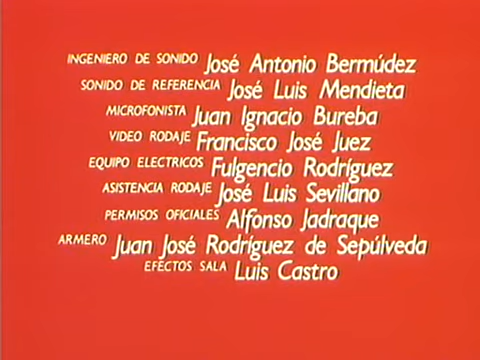 INGENIERO DE SONIDO José Antonio Bermúdez
SONIDO DE REFERENCIA José Luis Mendieta
MICROFONISTA Juan Ignacio Bureba
VIDEO RODAJE Francisco José Juez
EQUIPO ELECTRICOS Fulgencio Rodríguez
ASISTENCIA RODAJE José Luis Sevillano
PERMISOS OFICIALES Alfonso Jadraque
ARMERO Juan José Rodríguez de Sepúlveda
EFECTOS SALA Luis Castro